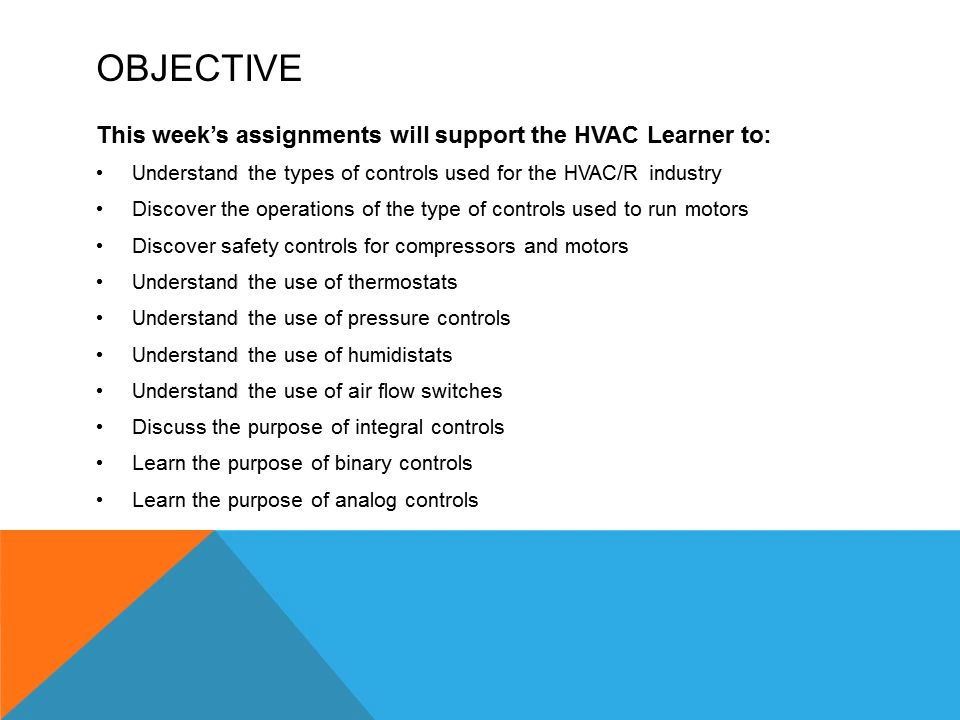 OBJECTIVE
This week’s assignments will support the HVAC Learner to:
• Understand the types of controls used for the HVAC/R industry
• Discover the operations of the type of controls used to run motors
• Discover safety controls for compressors and motors
• Understand the use of thermostats
• Understand the use of pressure controls
• Understand the use of humidistats
• Understand the use of air flow switches
• Discuss the purpose of integral controls
• Learn the purpose of binary controls
• Learn the purpose of analog controls